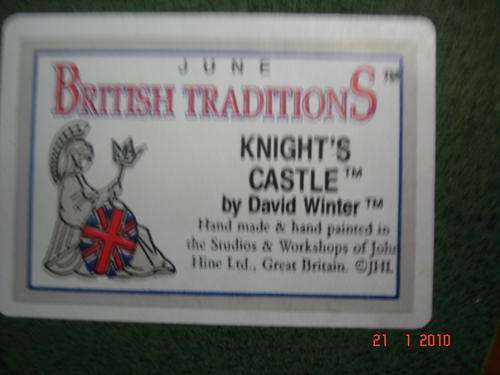 JUNE
BRITISH TRADITIONS™
KNIGHT'S
CASTLE™
by David Winter™
Hand made & hand painted in
the Studios & Workshops of John
Hine Ltd., Great Britain. ©JHL
21 1 2010